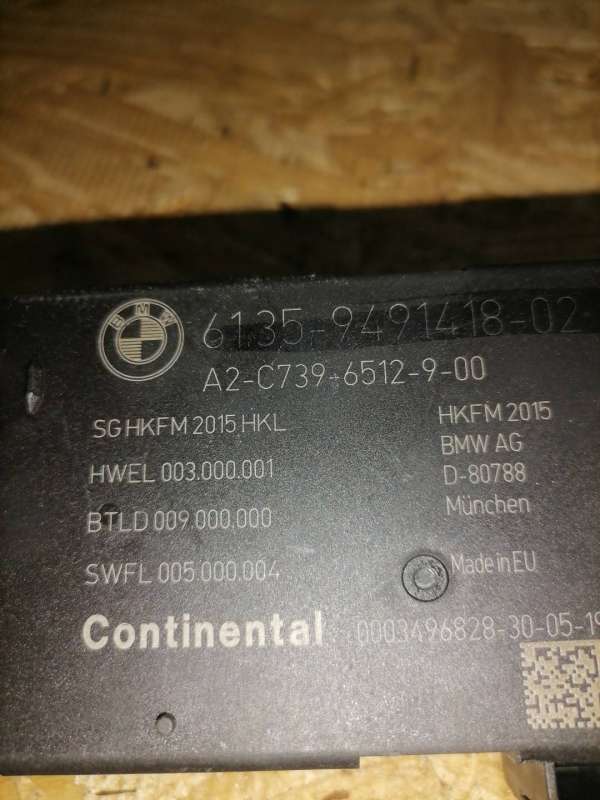 BMW
6135-9491418-02
A2-C739-6512-9-00
SG HKFM 2015 HKL
HWEL 003.000.001
BTLD 009.000.000
SWFL 005.000.004
HKFM 2015
BMW AG
D-80788
München
Made in EU
Continental 0003496828-30-05-19